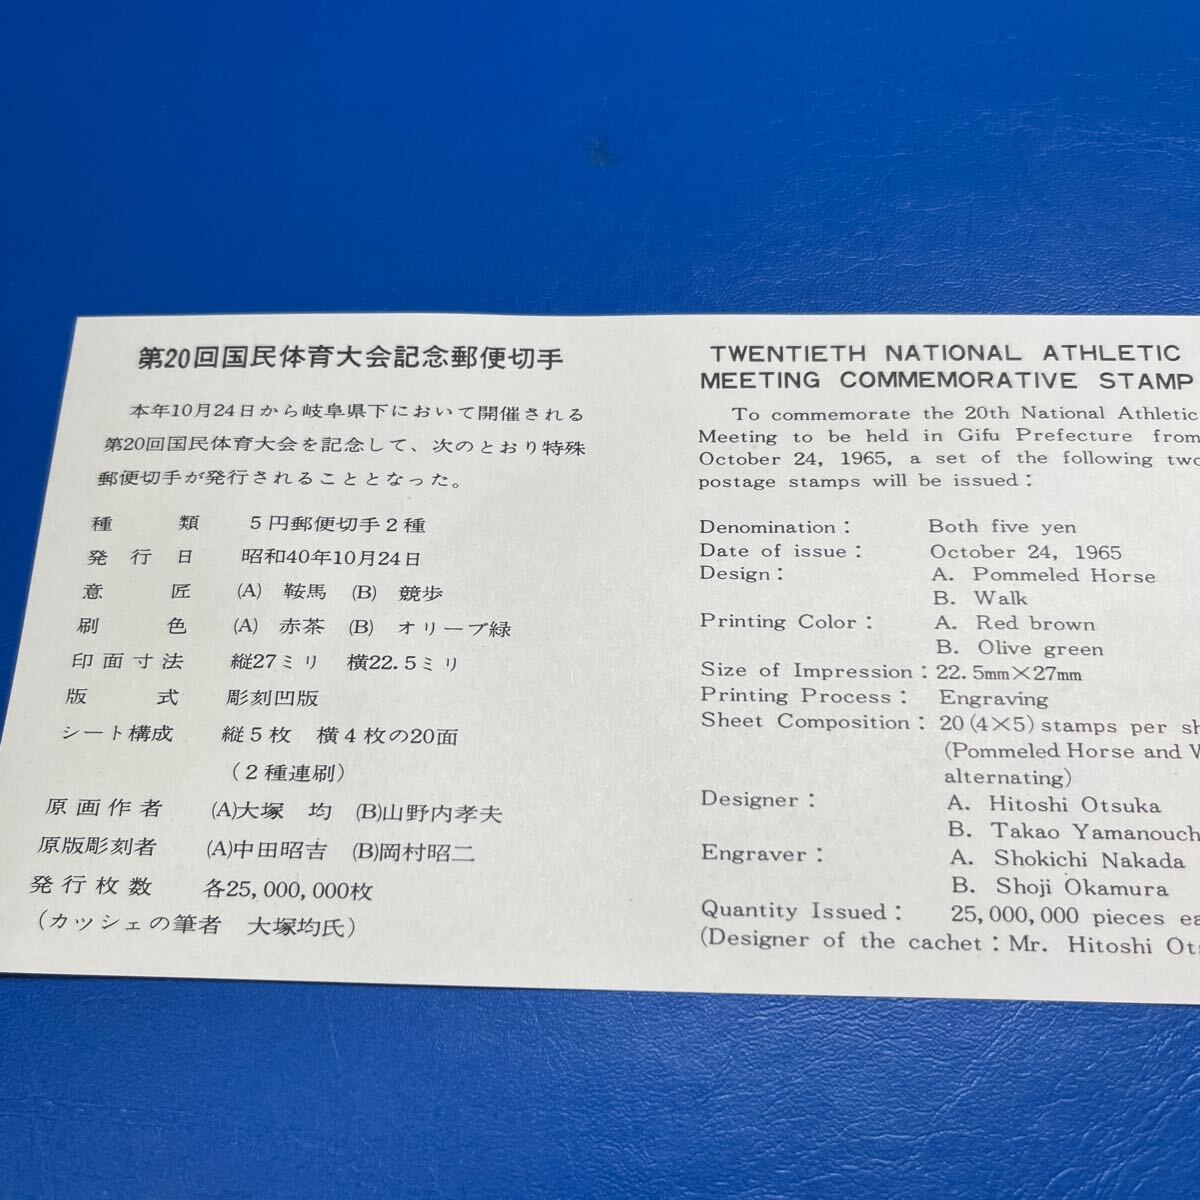 第20回国民体育大会記念郵便切手
本年10月24日から岐阜県下において開催される
第20回国民体育大会を記念して、次のとおり特殊
郵便切手が発行されることとなった。
種類 5円郵便切手2種
発行日 昭和40年10月24日
意匠 (A) 鞍馬 (B) 競歩
刷色 (A) 赤茶 (B) オリーブ緑
印面寸法 縦27ミリ 横22.5ミリ
版式 彫刻凹版
シート構成 縦5枚 横4枚の20面
(2種連刷)
原画作者 (A)大塚 均 (B)山野内孝夫
原版彫刻者 (A)中田昭吉 (B)岡村昭二
発行枚数 各25,000,000枚
(カッシェの筆者 大塚均氏)
TWENTIETH NATIONAL ATHLETIC
MEETING COMMEMORATIVE STAMP
To commemorate the 20th National Athletic
Meeting to be held in Gifu Prefecture from
October 24, 1965, a set of the following two
postage stamps will be issued:
Denomination: Both five yen
Date of issue: October 24, 1965
Design: A. Pommeled Horse
B. Walk
Printing Color: A. Red brown
B. Olive green
Size of Impression: 22.5mm×27mm
Printing Process: Engraving
Sheet Composition: 20(4×5) stamps per
(Pommeled Horse and
alternating)
Designer: A. Hitoshi Otsuka
B. Takao
Engraver: A. Shokichi Nakada
B. Shoji Okamura
Quantity Issued: 25,000,000 pieces
(Designer of the cachet: Mr. Hitoshi